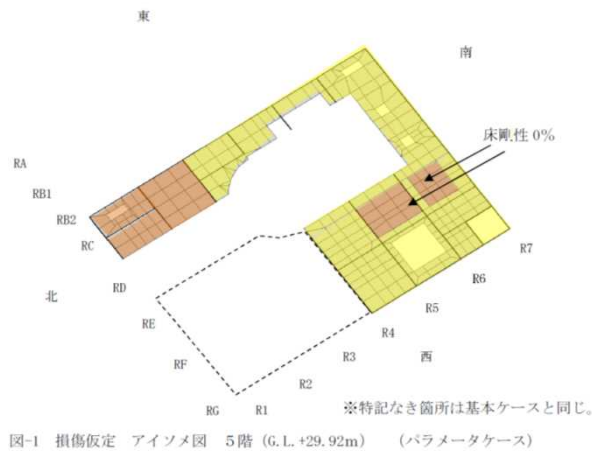 東
南
床剛性 0%
RA
RB1
RB2
RC
RD
RE
RF
RG
北
R1
R2
R3
R4
R5
R6
R7
西
※特記なき箇所は基本ケースと同じ。
図-1 損傷仮定 アイソメ図 5階(G.L.+29.92m) (パラメータケース)